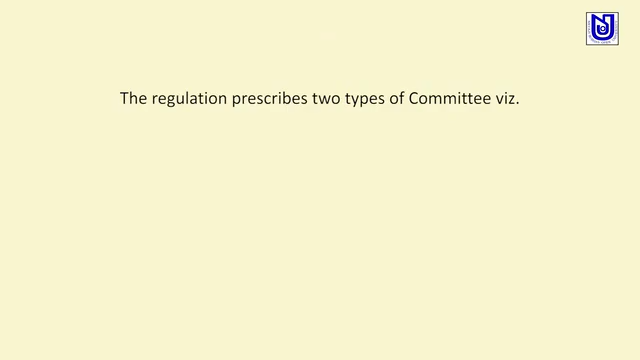 The regulation prescribes two types of Committee viz.